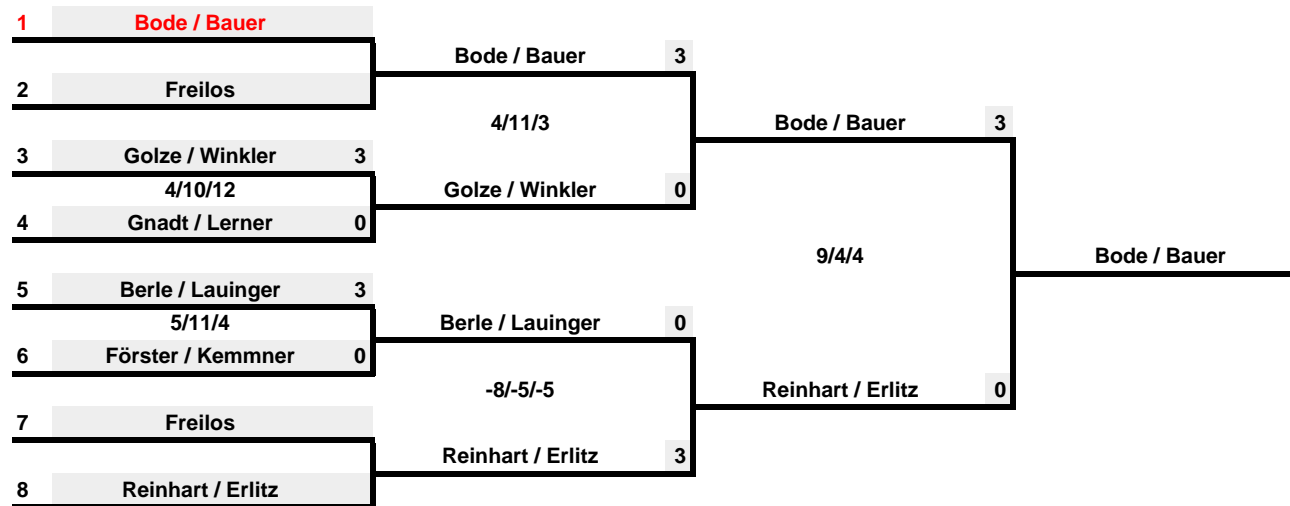 1 Bode / Bauer
Bode / Bauer 3
2 Freilos
4/11/3 Bode / Bauer 3
3 Golze / Winkler 3
4/10/12 Golze / Winkler 0
4 Gnadt / Lerner 0
9/4/4 Bode / Bauer
5 Berle / Lauinger 3
5/11/4 Berle / Lauinger 0
6 Förster / Kemmner 0
-8/-5/-5 Reinhart / Erlitz 0
7 Freilos
Reinhart / Erlitz 3
8 Reinhart / Erlitz